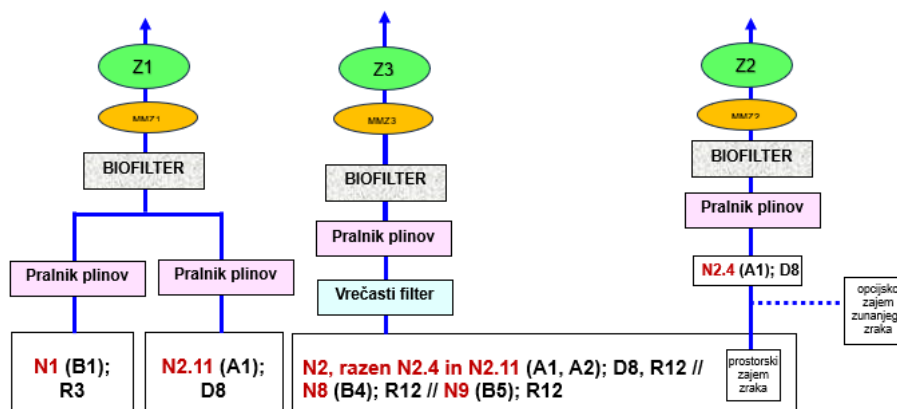 Z1
Z3
Z2
MMZ1
MMZ3
MMZ2
BIOFILTER
BIOFILTER
BIOFILTER
Pralnik plinov
Pralnik plinov
Pralnik plinov
Pralnik plinov
Vrečasti filter
N2.4 (A1); D8
opcijsko
zajem
zunanjeg
zraka
N1 (B1);
R3
N2.11 (A1);
D8
N2, razen N2.4 in N2.11 (A1, A2); D8, R12 //
N8 (B4); R12 // N9 (B5); R12
prostorski
zajem
zraka